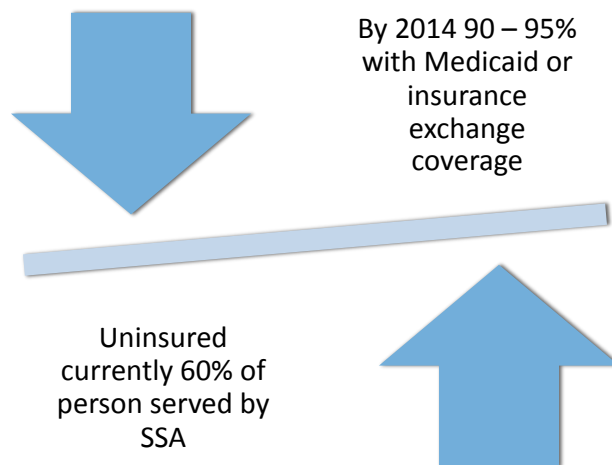 By 2014 90 – 95%
with Medicaid or
insurance
exchange
coverage
Uninsured
currently 60% of
person served by
SSA